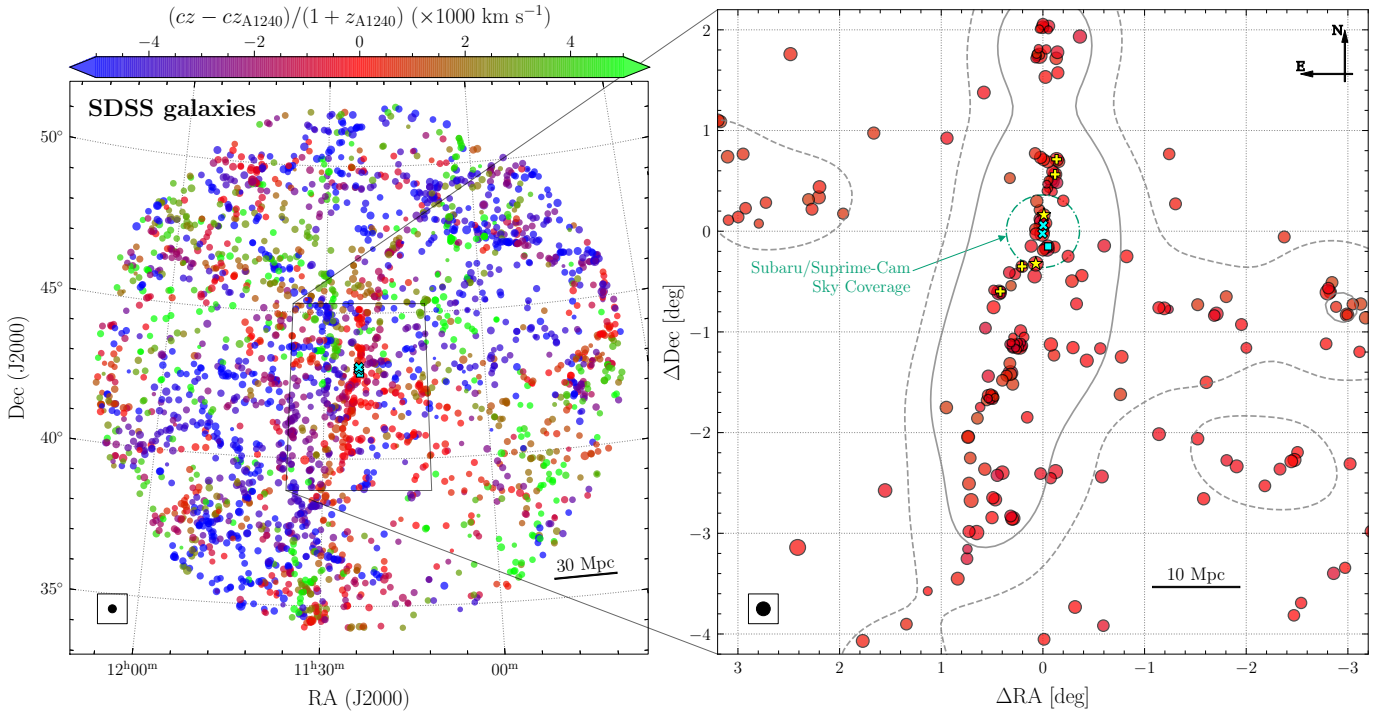 (cz − cz_A1240)/(1 + z_A1240) (×1000 km s⁻¹)
−4 −2 0 2 4
SDSS galaxies
50°
45°
40°
35°
Dec (J2000)
30 Mpc
12ʰ00ᵐ 11ʰ30ᵐ 00ᵐ
RA (J2000)
N
E
2
1
0
−1
−2
−3
−4
ΔDec [deg]
Subaru/Suprime-Cam
Sky Coverage
10 Mpc
3 2 1 0 −1 −2 −3
ΔRA [deg]